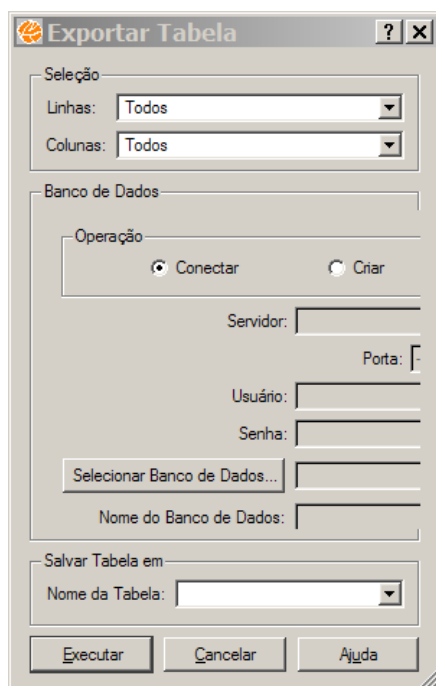 Exportar Tabela
Seleção
Linhas: Todos
Colunas: Todos
Banco de Dados
Operação
Conectar Criar
Servidor:
Porta: -
Usuário:
Senha:
Selecionar Banco de Dados...
Nome do Banco de Dados:
Salvar Tabela em
Nome da Tabela:
Executar Cancelar Ajuda